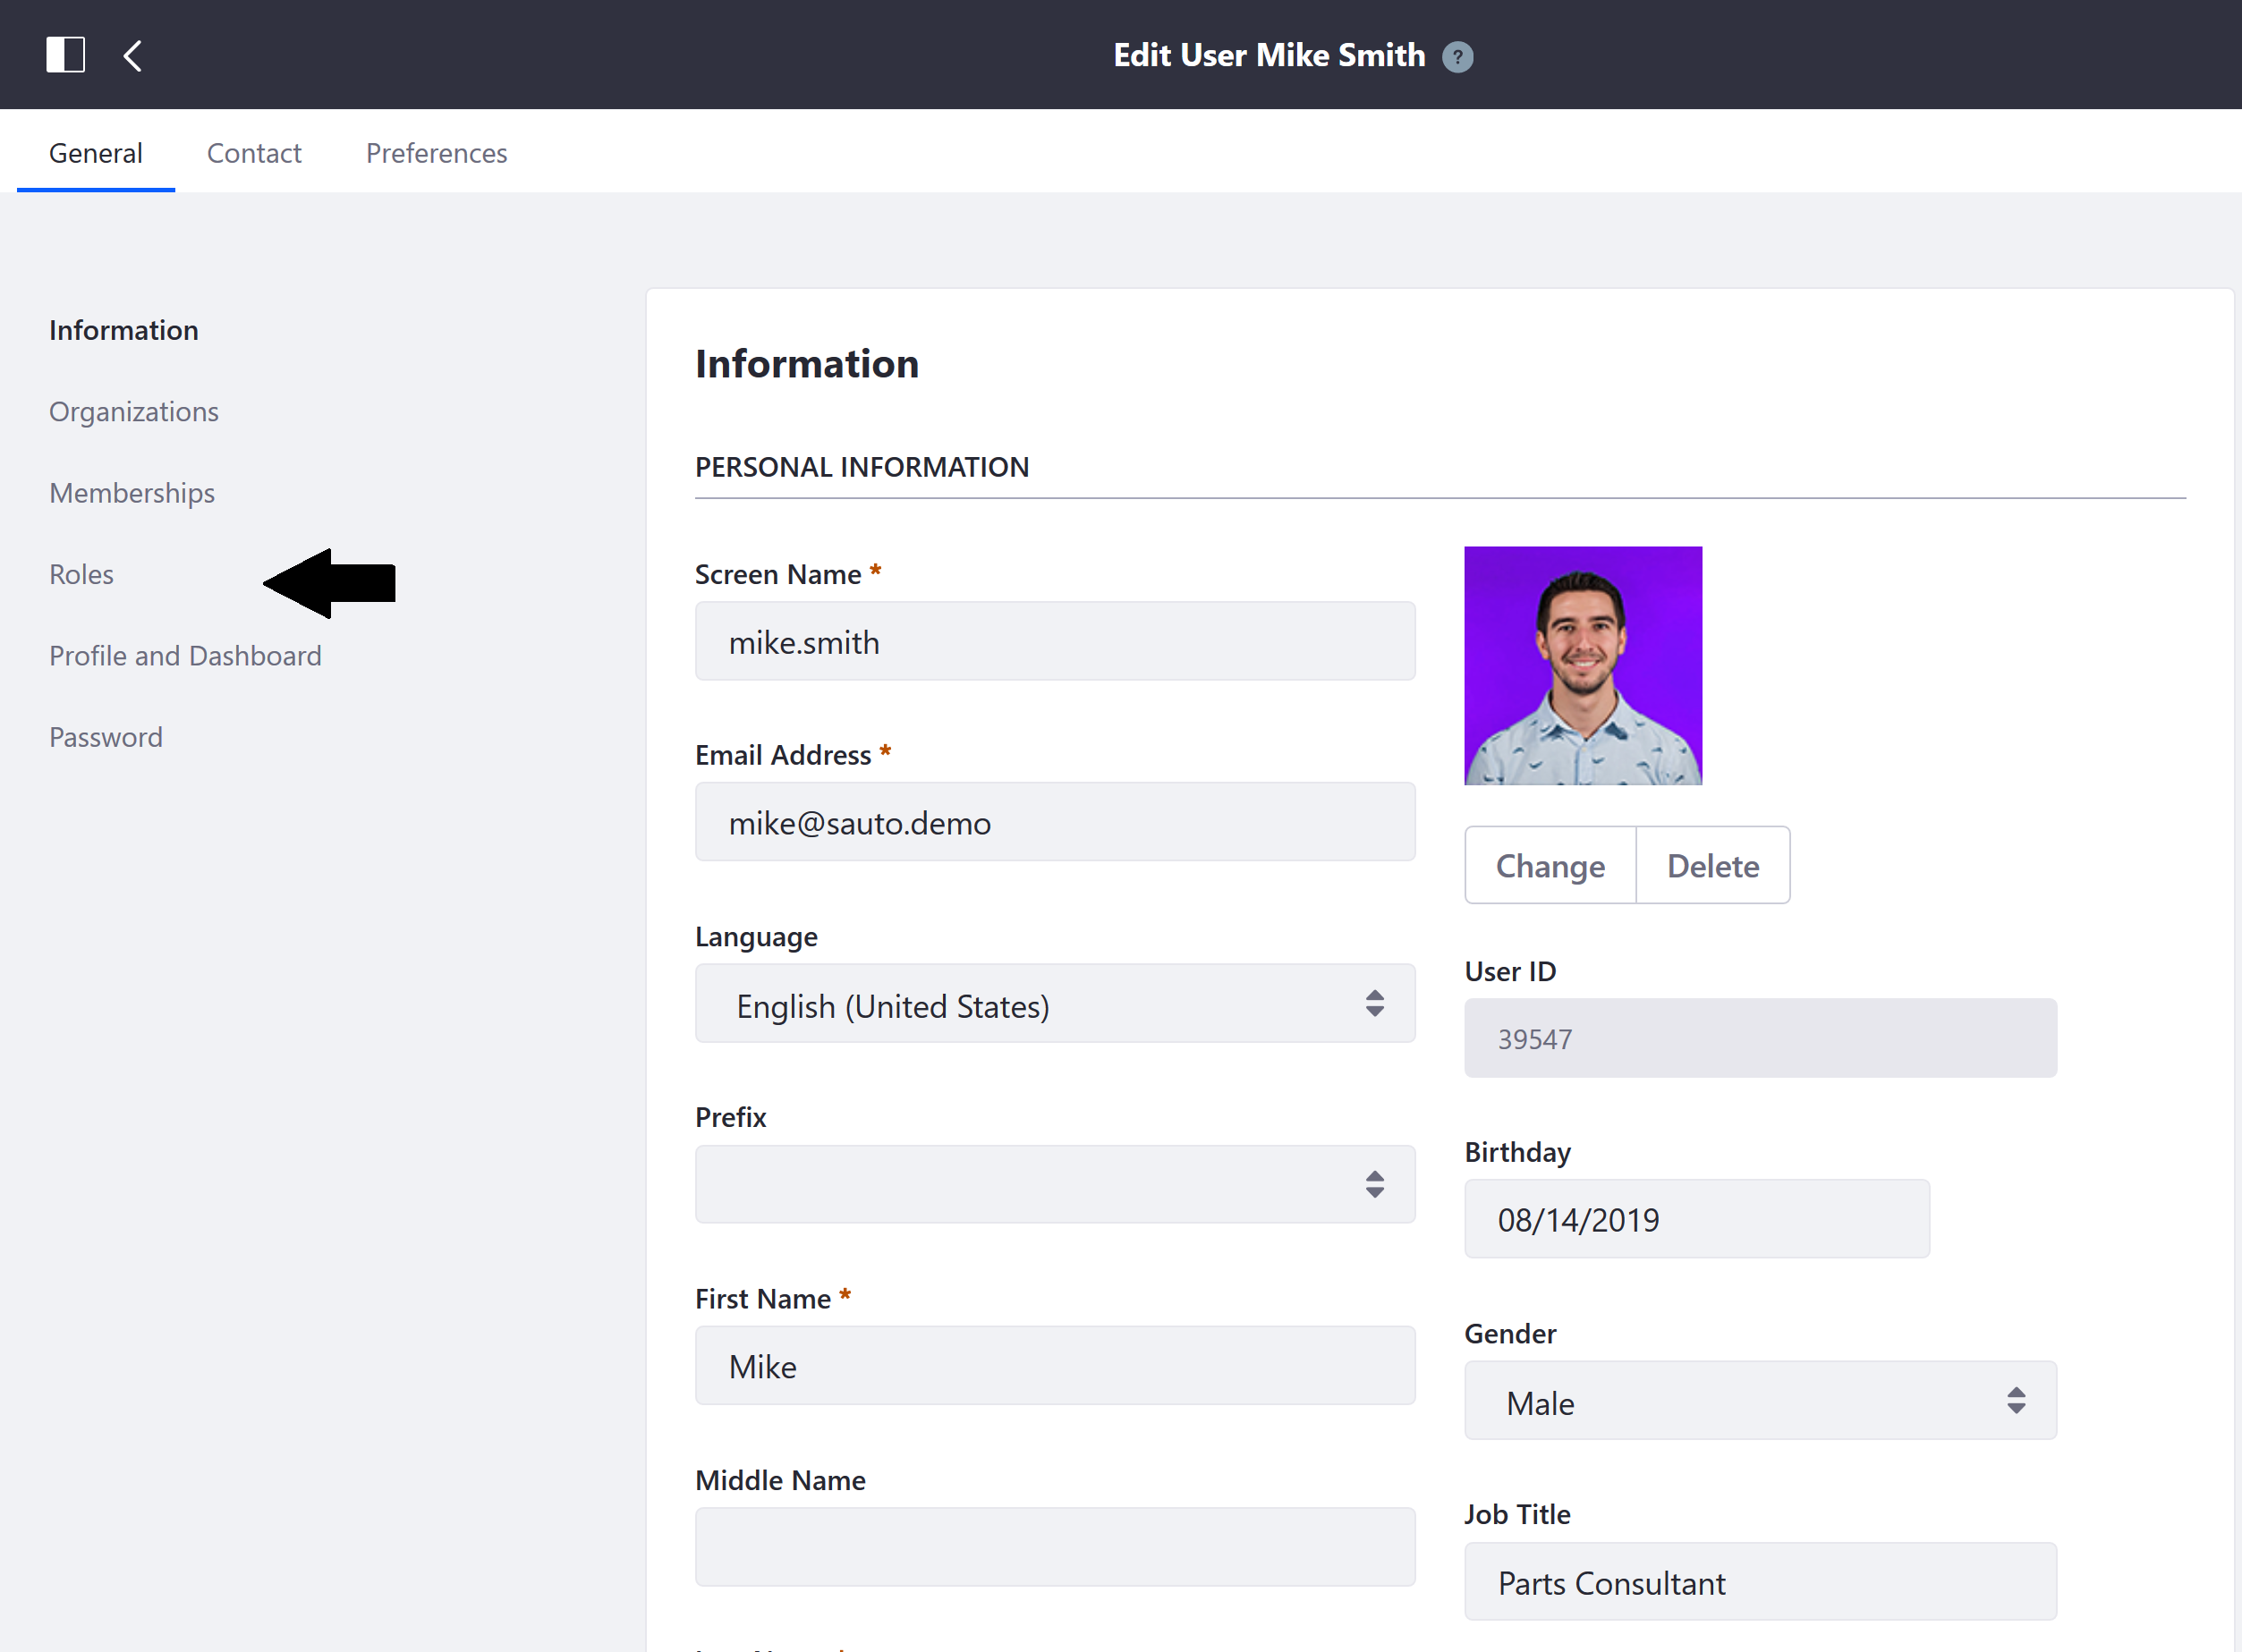 Edit User Mike Smith ?
General Contact Preferences
Information
Organizations
Memberships
Roles
Profile and Dashboard
Password
Information
PERSONAL INFORMATION
Screen Name *
mike.smith
Email Address *
mike@sauto.demo
Language
English (United States)
Prefix
First Name *
Mike
Middle Name
Change Delete
User ID
39547
Birthday
08/14/2019
Gender
Male
Job Title
Parts Consultant